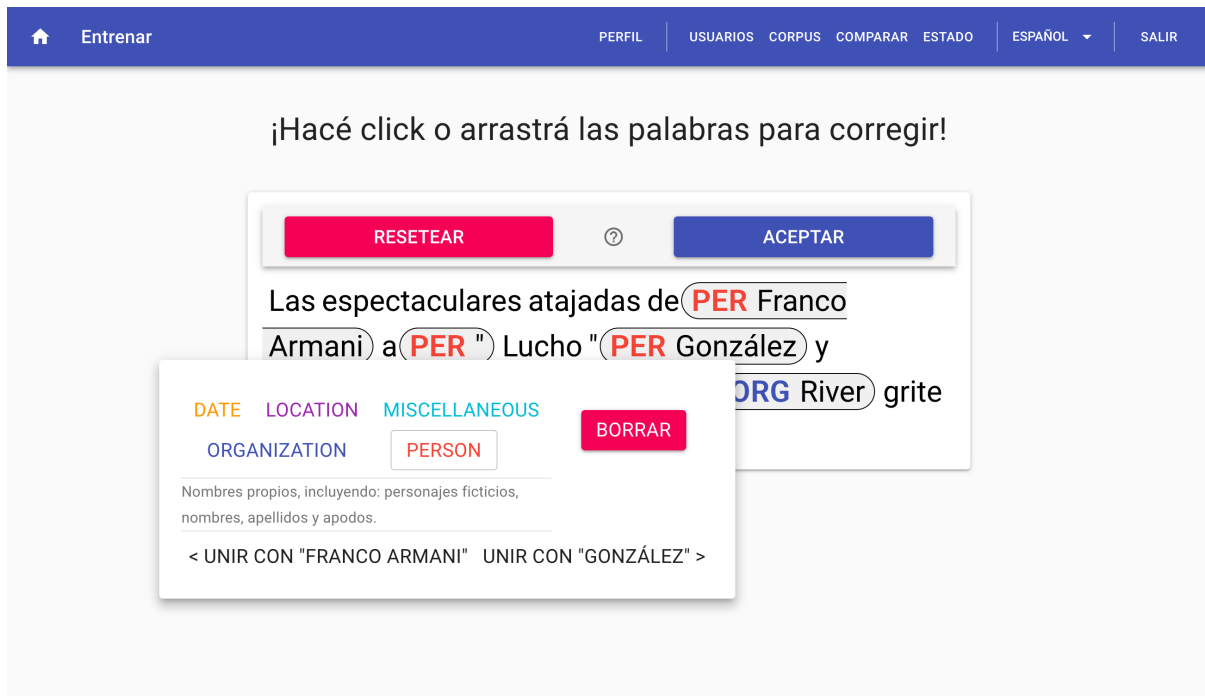 Entrenar PERFIL USUARIOS CORPUS COMPARAR ESTADO ESPAÑOL SALIR
¡Hacé click o arrastrá las palabras para corregir!
RESETEAR ? ACEPTAR
Las espectaculares atajadas de PER Franco
Armani a PER " Lucho " PER González y
ORG River grite
DATE LOCATION MISCELLANEOUS
ORGANIZATION PERSON
BORRAR
Nombres propios, incluyendo: personajes ficticios,
nombres, apellidos y apodos.
< UNIR CON "FRANCO ARMANI" UNIR CON "GONZÁLEZ" >